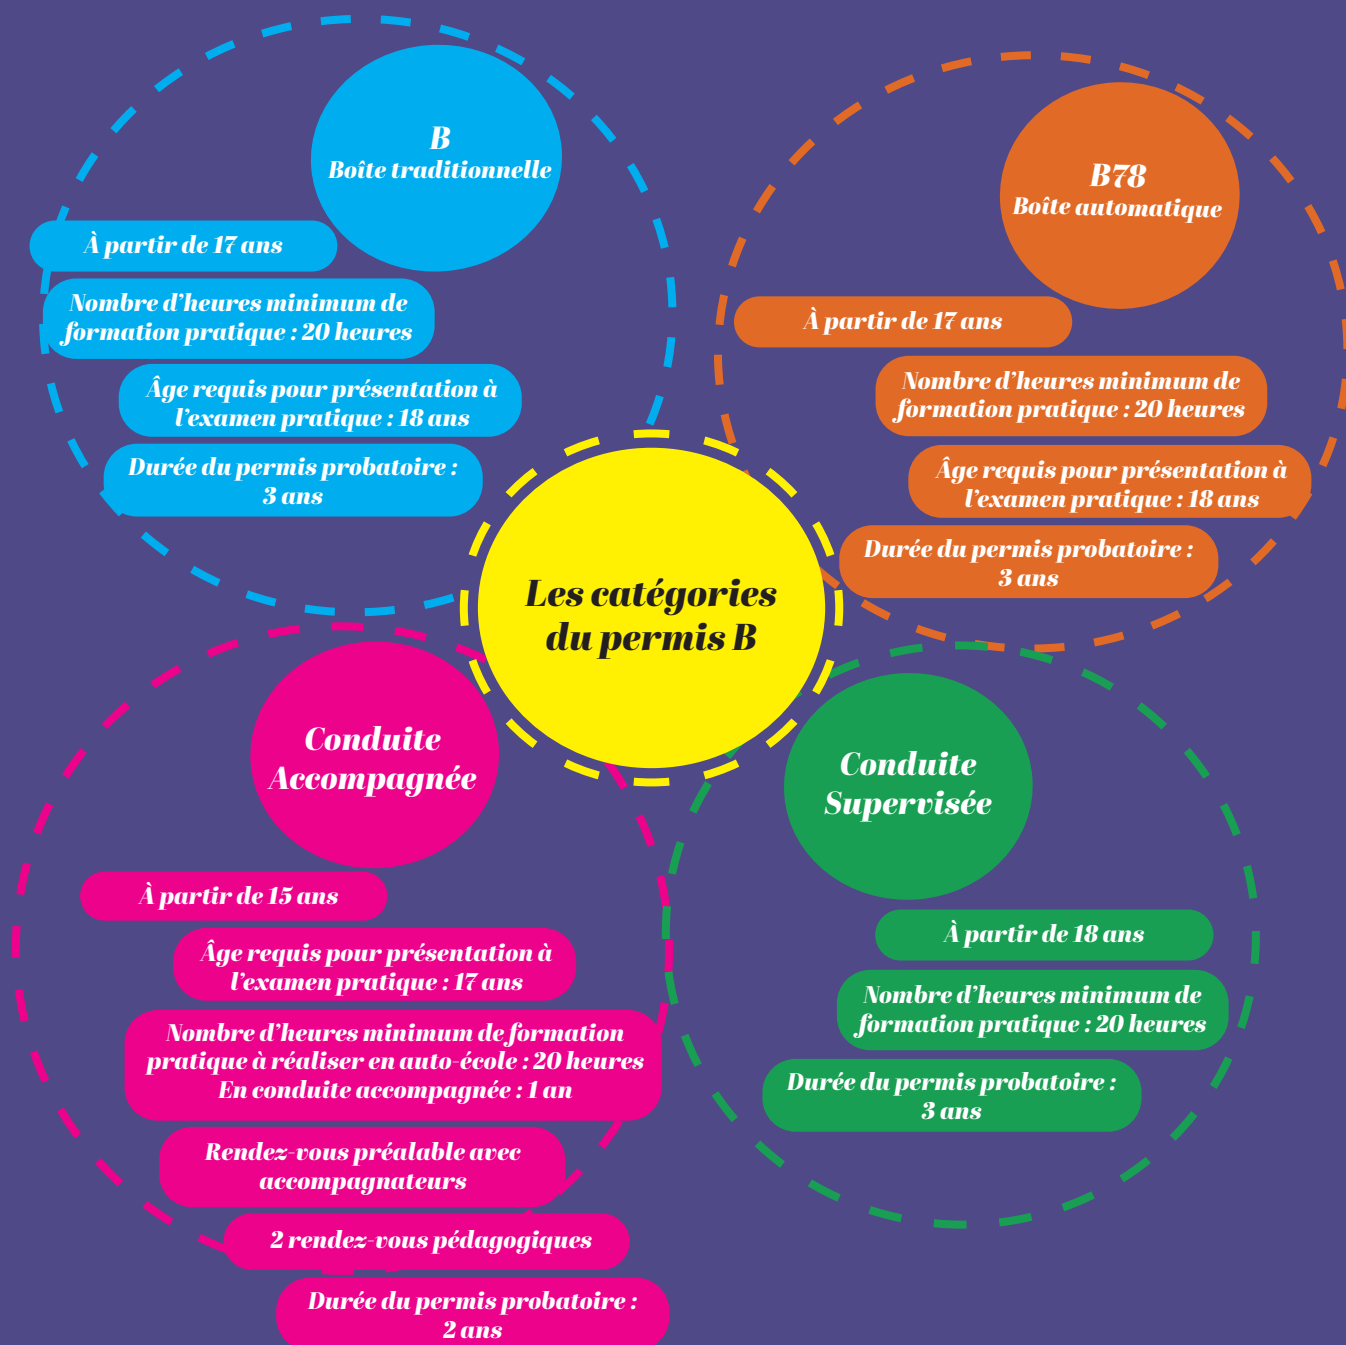 B
Boîte traditionnelle
À partir de 17 ans
Nombre d'heures minimum de
formation pratique : 20 heures
Âge requis pour présentation à
l'examen pratique : 18 ans
Durée du permis probatoire :
3 ans
B78
Boîte automatique
À partir de 17 ans
Nombre d'heures minimum de
formation pratique : 20 heures
Âge requis pour présentation à
l'examen pratique : 18 ans
Durée du permis probatoire :
3 ans
Les catégories
du permis B
Conduite
Accompagnée
À partir de 15 ans
Âge requis pour présentation à
l'examen pratique : 17 ans
Nombre d'heures minimum de formation
pratique à réaliser en auto-école : 20 heures
En conduite accompagnée : 1 an
Rendez-vous préalable avec
accompagnateurs
2 rendez-vous pédagogiques
Durée du permis probatoire :
2 ans
Conduite
Supervisée
À partir de 18 ans
Nombre d'heures minimum de
formation pratique : 20 heures
Durée du permis probatoire :
3 ans